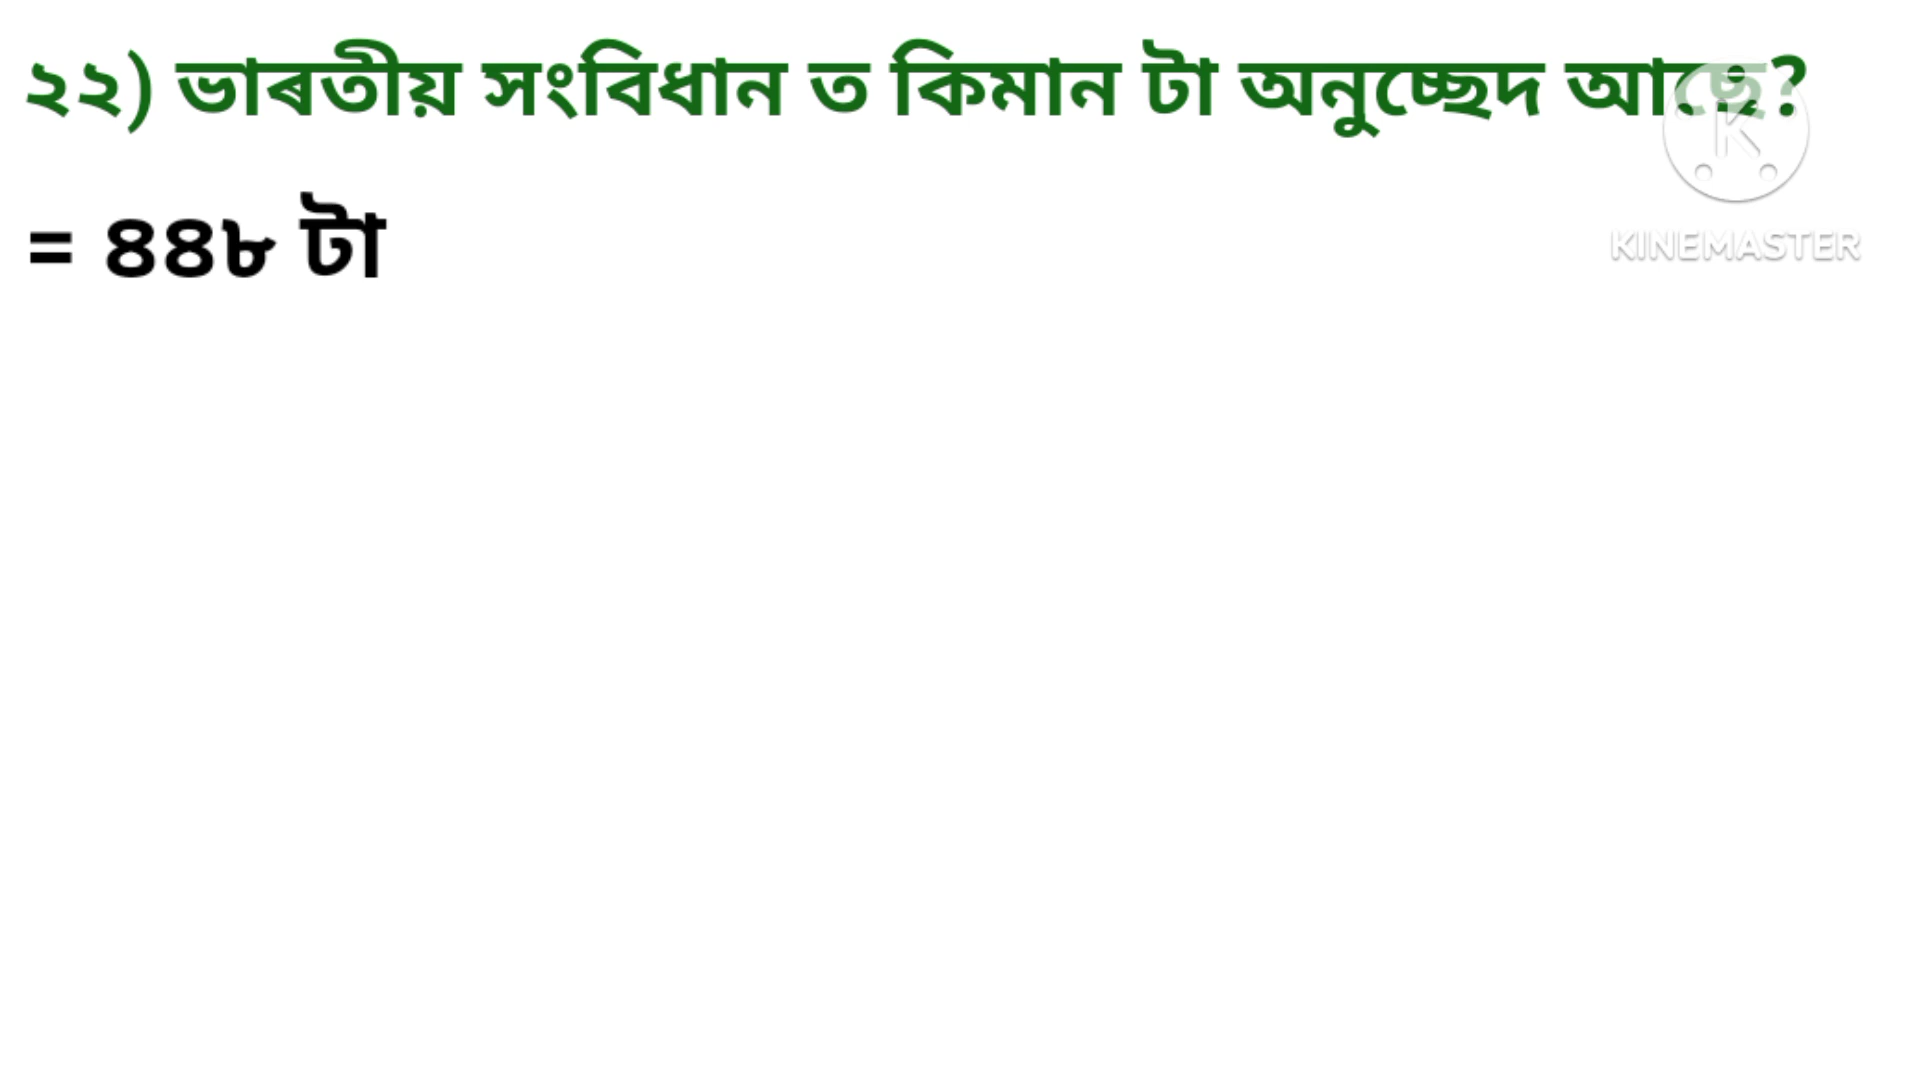 ২২) ভাৰতীয় সংবিধান ত কিমান টা অনুচ্ছেদ আছে?
= ৪৪৮ টা
K
KINEMASTER